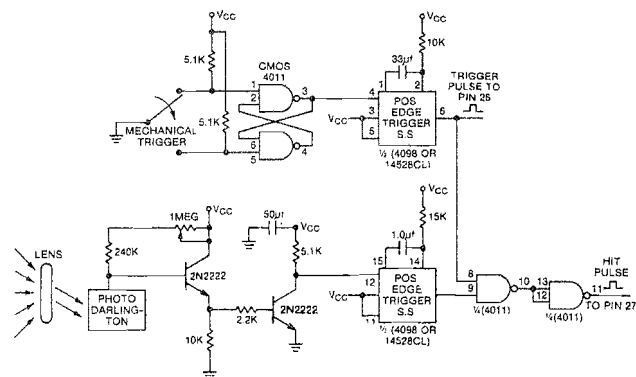 VCC
5.1K
CMOS
4011
1
2
3
6
5
4
5.1K
MECHANICAL
TRIGGER
33µf
VCC
10K
1
2
4
3
5
6
VCC
POS
EDGE
TRIGGER
S.S
½ (4098 OR
14528CL)
TRIGGER
PULSE TO
PIN 26
LENS
1MEG
VCC
240K
PHOTO
DARLING-
TON
2N2222
10K
2.2K
50µf
VCC
5.1K
2N2222
VCC
15K
1.0µf
15
14
12
11
9
VCC
POS
EDGE
TRIGGER
S.S
½ (4098 OR
14528CL)
8
10
¼(4011)
13
12
11
¼(4011)
HIT
PULSE
TO PIN 27